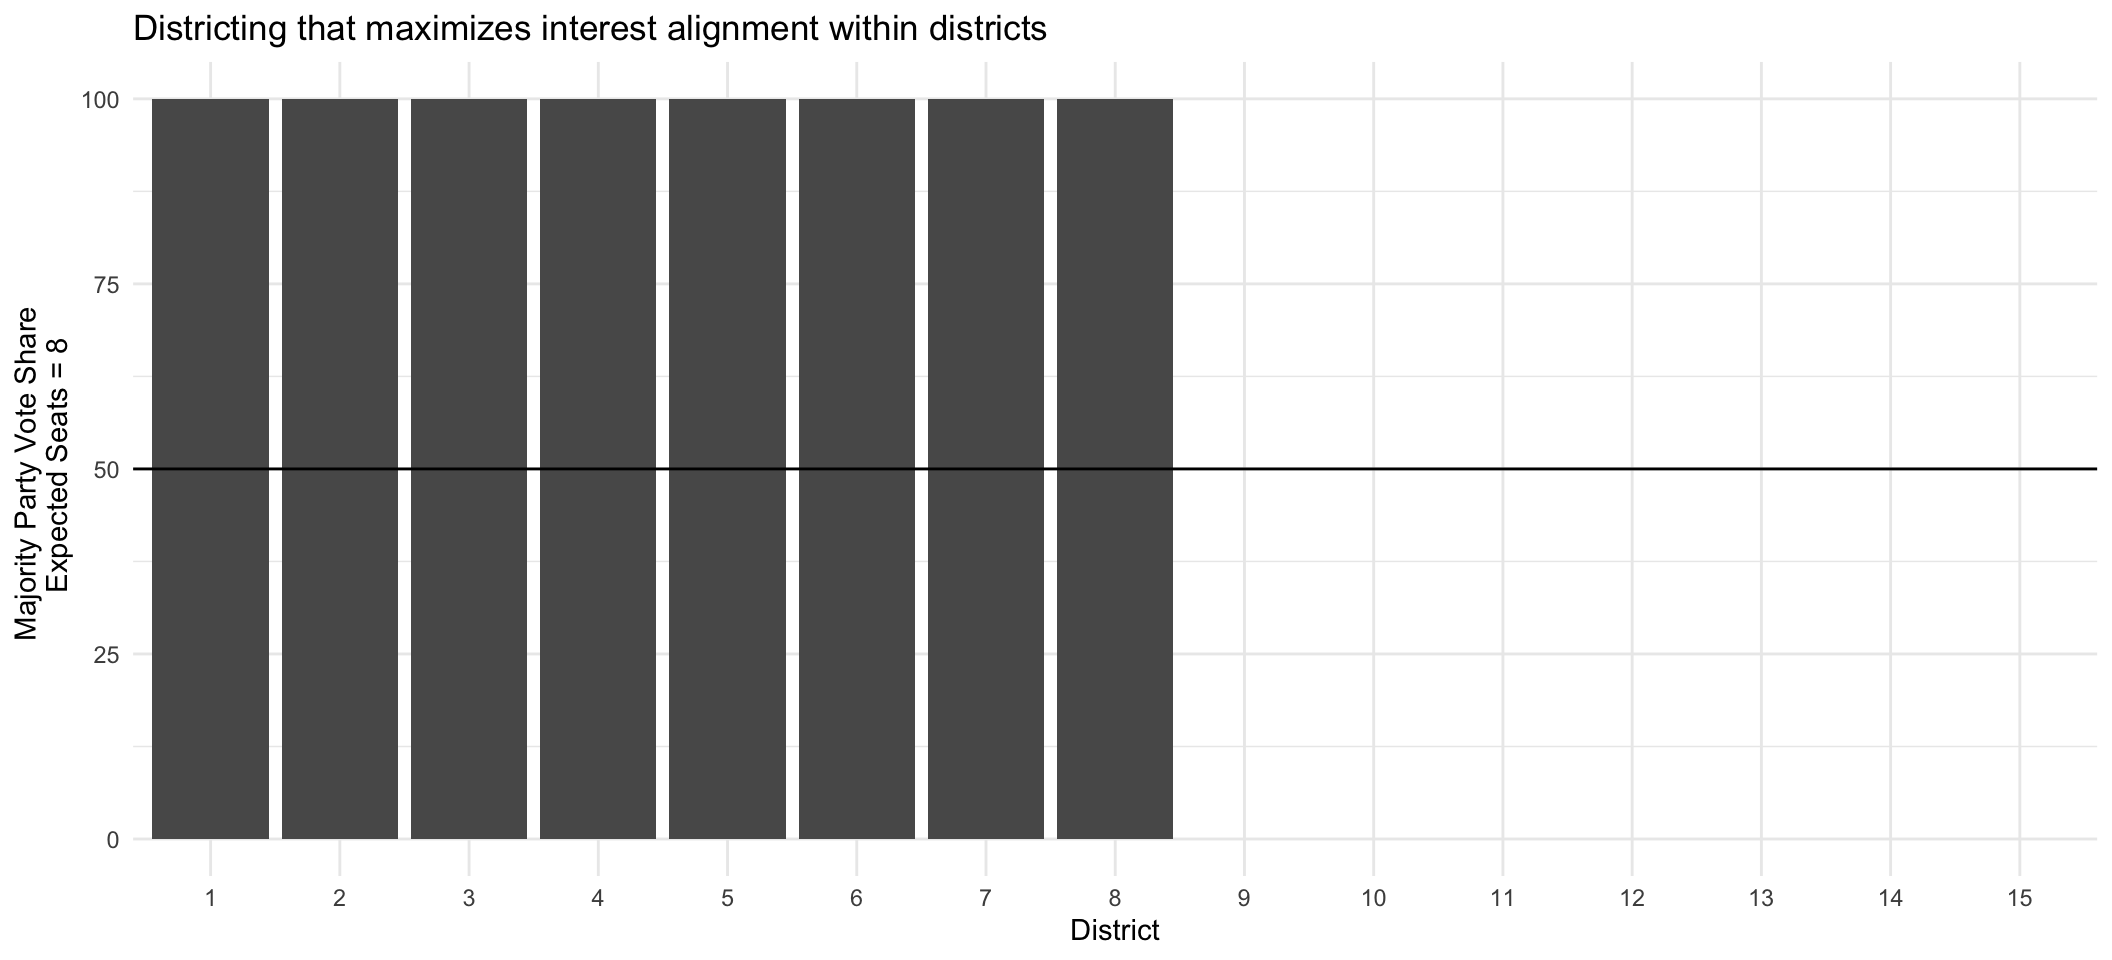 Districting that maximizes interest alignment within districts
Majority Party Vote Share
Expected Seats = 8
100
75
50
25
0
1 2 3 4 5 6 7 8 9 10 11 12 13 14 15
District